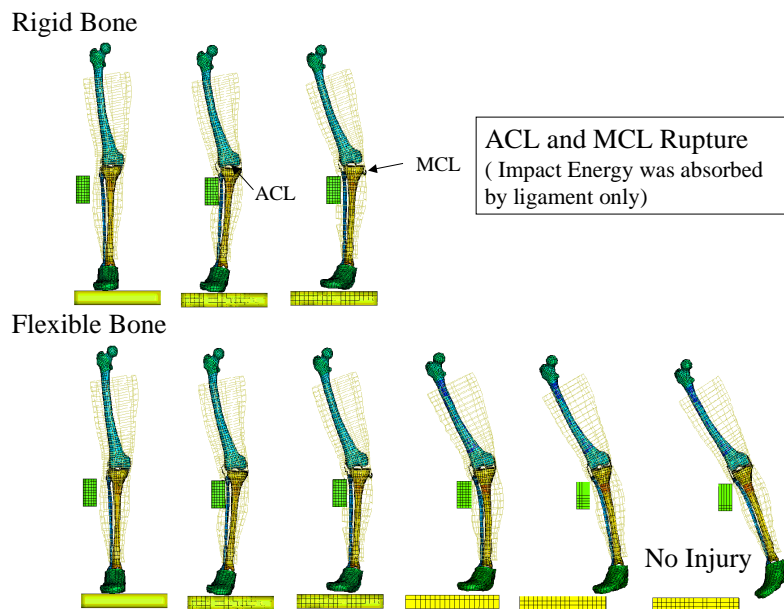 Rigid Bone
ACL and MCL Rupture
( Impact Energy was absorbed
by ligament only)
MCL
ACL
Flexible Bone
No Injury